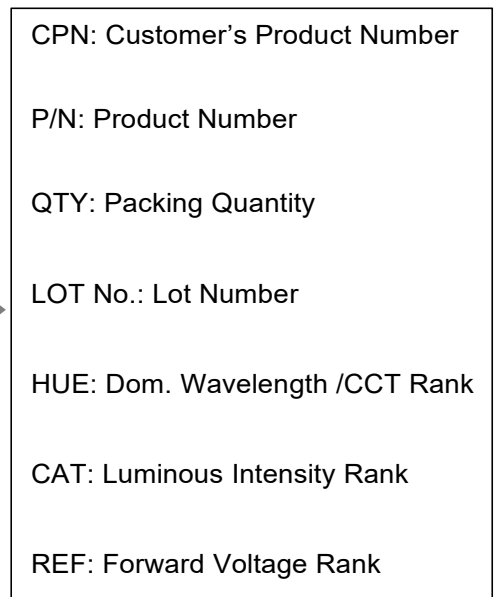 CPN: Customer’s Product Number
P/N: Product Number
QTY: Packing Quantity
LOT No.: Lot Number
HUE: Dom. Wavelength /CCT Rank
CAT: Luminous Intensity Rank
REF: Forward Voltage Rank